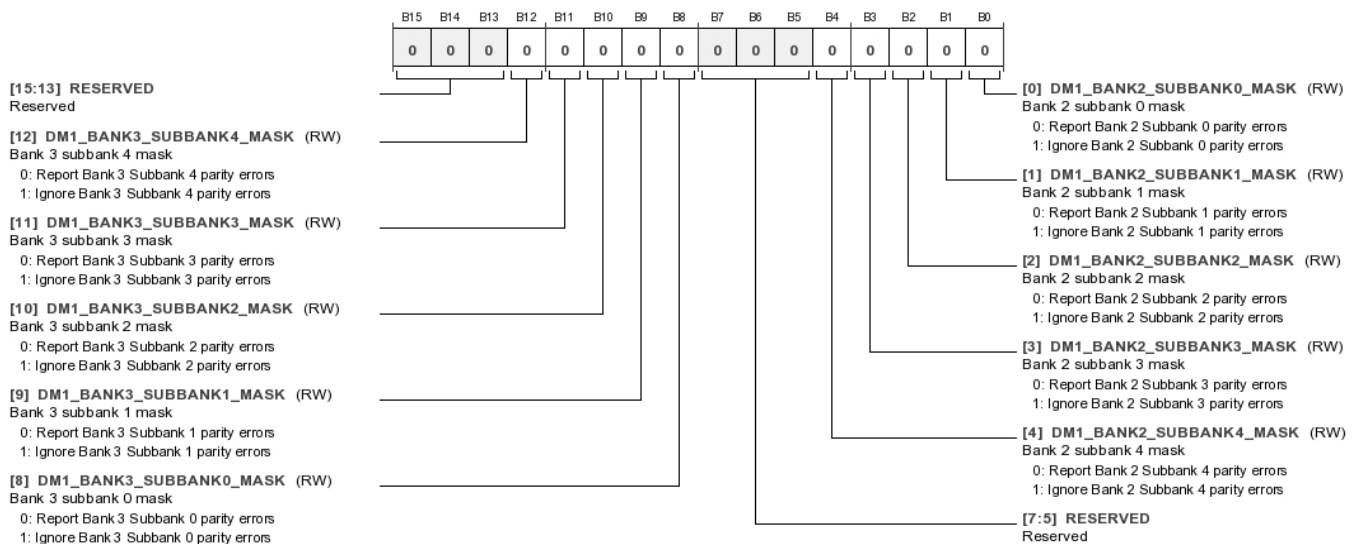 B15 B14 B13 B12 B11 B10 B9 B8 B7 B6 B5 B4 B3 B2 B1 B0
0 0 0 0 0 0 0 0 0 0 0 0 0 0 0 0
[15:13] RESERVED
Reserved
[12] DM1_BANK3_SUBBANK4_MASK (RW)
Bank 3 subbank 4 mask
0: Report Bank 3 Subbank 4 parity errors
1: Ignore Bank 3 Subbank 4 parity errors
[11] DM1_BANK3_SUBBANK3_MASK (RW)
Bank 3 subbank 3 mask
0: Report Bank 3 Subbank 3 parity errors
1: Ignore Bank 3 Subbank 3 parity errors
[10] DM1_BANK3_SUBBANK2_MASK (RW)
Bank 3 subbank 2 mask
0: Report Bank 3 Subbank 2 parity errors
1: Ignore Bank 3 Subbank 2 parity errors
[9] DM1_BANK3_SUBBANK1_MASK (RW)
Bank 3 subbank 1 mask
0: Report Bank 3 Subbank 1 parity errors
1: Ignore Bank 3 Subbank 1 parity errors
[8] DM1_BANK3_SUBBANK0_MASK (RW)
Bank 3 subbank 0 mask
0: Report Bank 3 Subbank 0 parity errors
1: Ignore Bank 3 Subbank 0 parity errors
[0] DM1_BANK2_SUBBANK0_MASK (RW)
Bank 2 subbank 0 mask
0: Report Bank 2 Subbank 0 parity errors
1: Ignore Bank 2 Subbank 0 parity errors
[1] DM1_BANK2_SUBBANK1_MASK (RW)
Bank 2 subbank 1 mask
0: Report Bank 2 Subbank 1 parity errors
1: Ignore Bank 2 Subbank 1 parity errors
[2] DM1_BANK2_SUBBANK2_MASK (RW)
Bank 2 subbank 2 mask
0: Report Bank 2 Subbank 2 parity errors
1: Ignore Bank 2 Subbank 2 parity errors
[3] DM1_BANK2_SUBBANK3_MASK (RW)
Bank 2 subbank 3 mask
0: Report Bank 2 Subbank 3 parity errors
1: Ignore Bank 2 Subbank 3 parity errors
[4] DM1_BANK2_SUBBANK4_MASK (RW)
Bank 2 subbank 4 mask
0: Report Bank 2 Subbank 4 parity errors
1: Ignore Bank 2 Subbank 4 parity errors
[7:5] RESERVED
Reserved